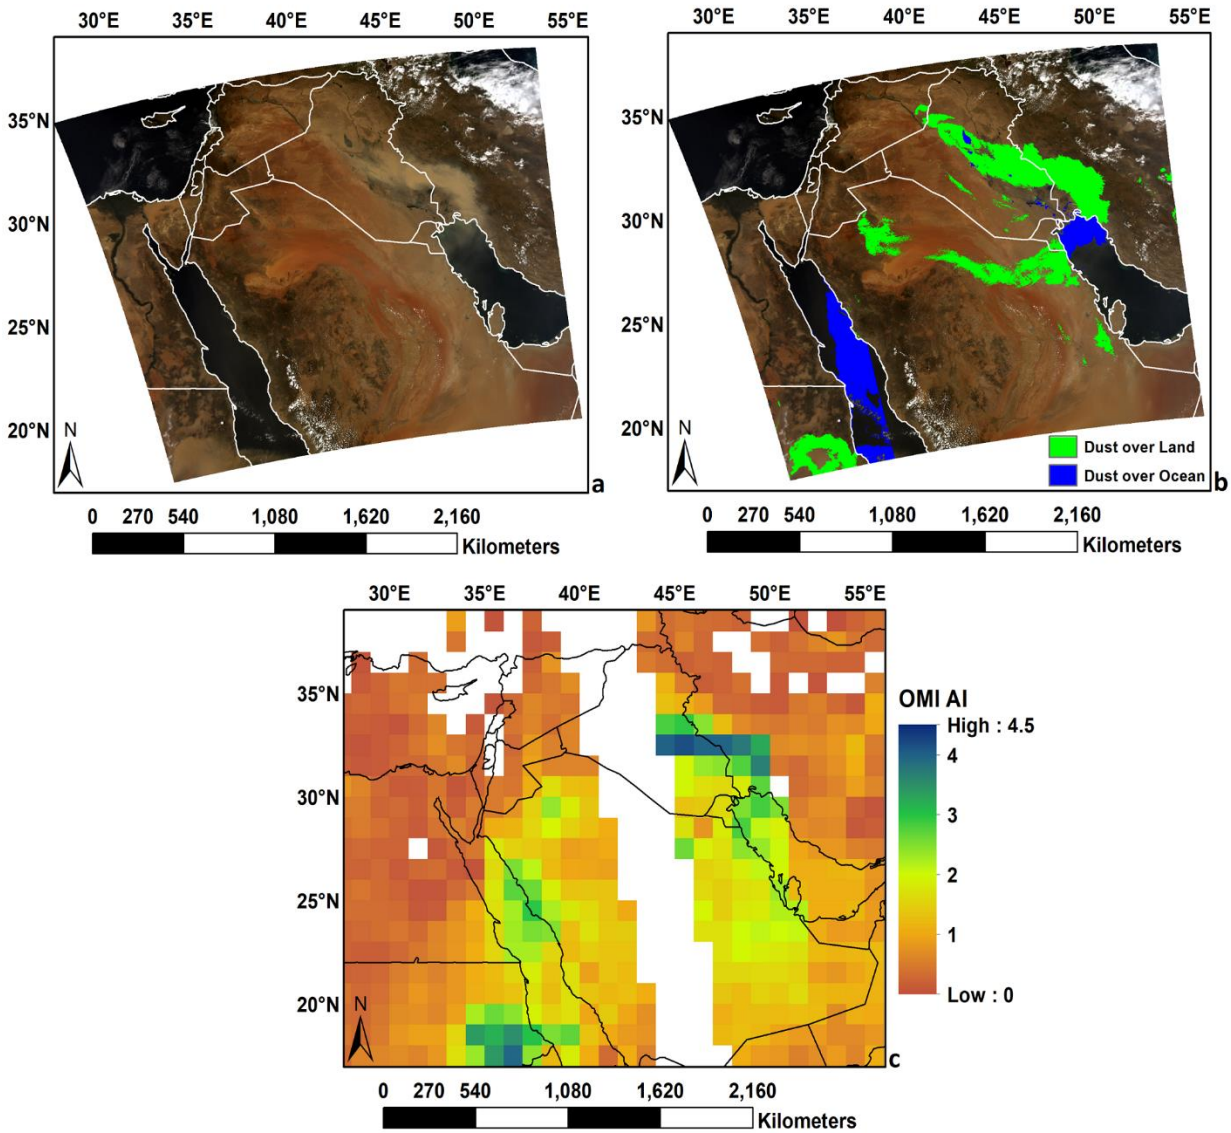 30°E 35°E 40°E 45°E 50°E 55°E
35°N
30°N
25°N
20°N
N
a
0 270 540 1,080 1,620 2,160
Kilometers
30°E 35°E 40°E 45°E 50°E 55°E
35°N
30°N
25°N
20°N
N
Dust over Land
Dust over Ocean
b
0 270 540 1,080 1,620 2,160
Kilometers
30°E 35°E 40°E 45°E 50°E 55°E
35°N
30°N
25°N
20°N
N
OMI AI
High : 4.5
4
3
2
1
Low : 0
c
0 270 540 1,080 1,620 2,160
Kilometers